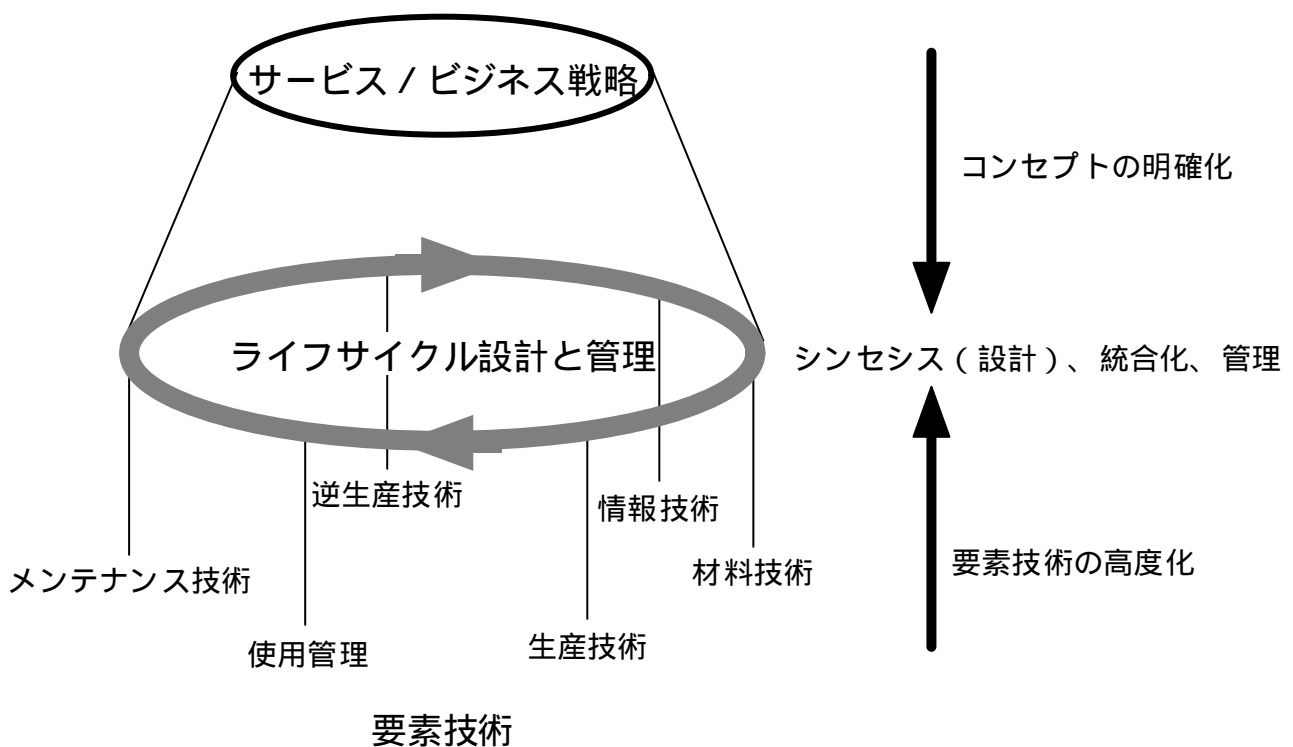 サービス / ビジネス戦略
コンセプトの明確化
ライフサイクル設計と管理
シンセシス ( 設計 ) 、統合化、管理
逆生産技術
情報技術
メンテナンス技術
材料技術
要素技術の高度化
使用管理
生産技術
要素技術